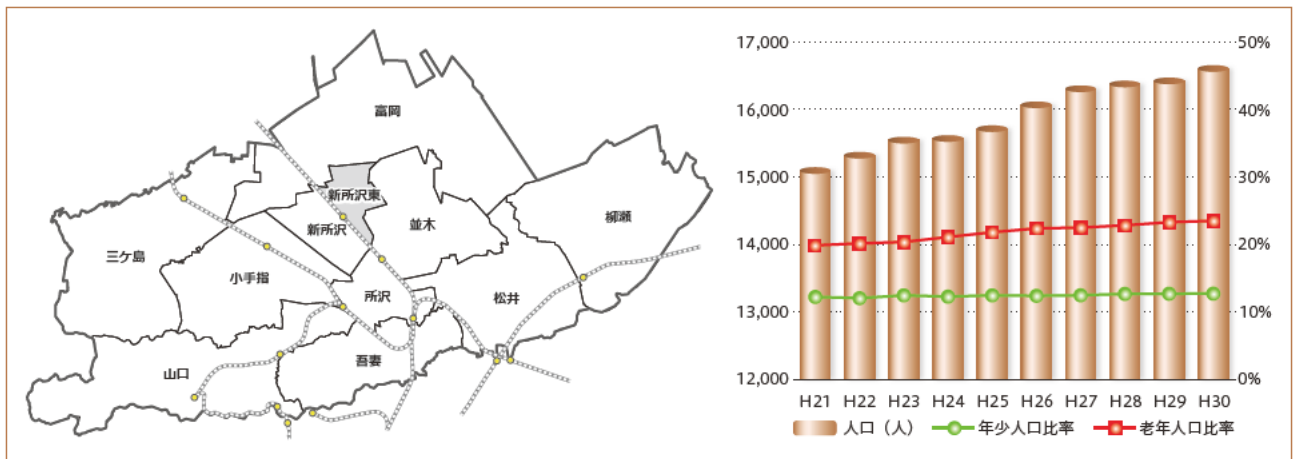 富岡
新所沢東
新所沢
並木
柳瀬
三ケ島
小手指
所沢
松井
山口
吾妻
17,000
16,000
15,000
14,000
13,000
12,000
50%
40%
30%
20%
10%
0%
H21 H22 H23 H24 H25 H26 H27 H28 H29 H30
人口（人） 年少人口比率 老年人口比率